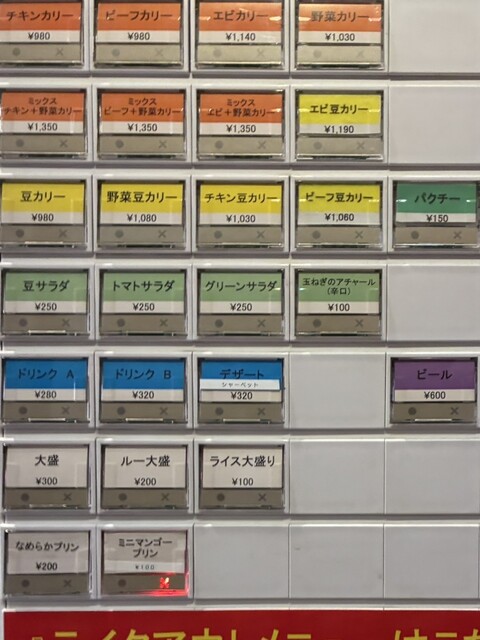 チキンカリー
¥980
ビーフカリー
¥980
エビカリー
¥1,140
野菜カリー
¥1,030
ミックス
チキン+野菜カリー
¥1,350
ミックス
ビーフ+野菜カリー
¥1,350
ミックス
エビ+野菜カリー
¥1,350
エビ豆カリー
¥1,190
豆カリー
¥980
野菜豆カリー
¥1,080
チキン豆カリー
¥1,030
ビーフ豆カリー
¥1,060
パクチー
¥150
豆サラダ
¥250
トマトサラダ
¥250
グリーンサラダ
¥250
玉ねぎのアチャール
(辛口)
¥100
ドリンク A
¥280
ドリンク B
¥320
デザート
シャーベット
¥320
ビール
¥600
大盛
¥300
ルー大盛
¥200
ライス大盛り
¥100
なめらかプリン
¥200
ミニマンゴー
プリン
¥100